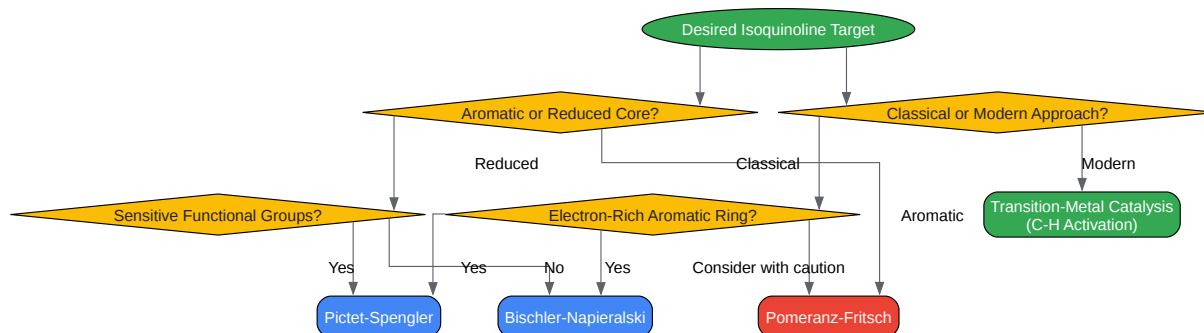 Desired Isoquinoline Target
Aromatic or Reduced Core?
Classical or Modern Approach?
Reduced
Classical
Modern
Sensitive Functional Groups?
Electron-Rich Aromatic Ring?
Aromatic
Transition-Metal Catalysis
(C-H Activation)
Yes
Yes
No
Yes
Consider with caution
Pictet-Spengler
Bischler-Napieralski
Pomeranz-Fritsch